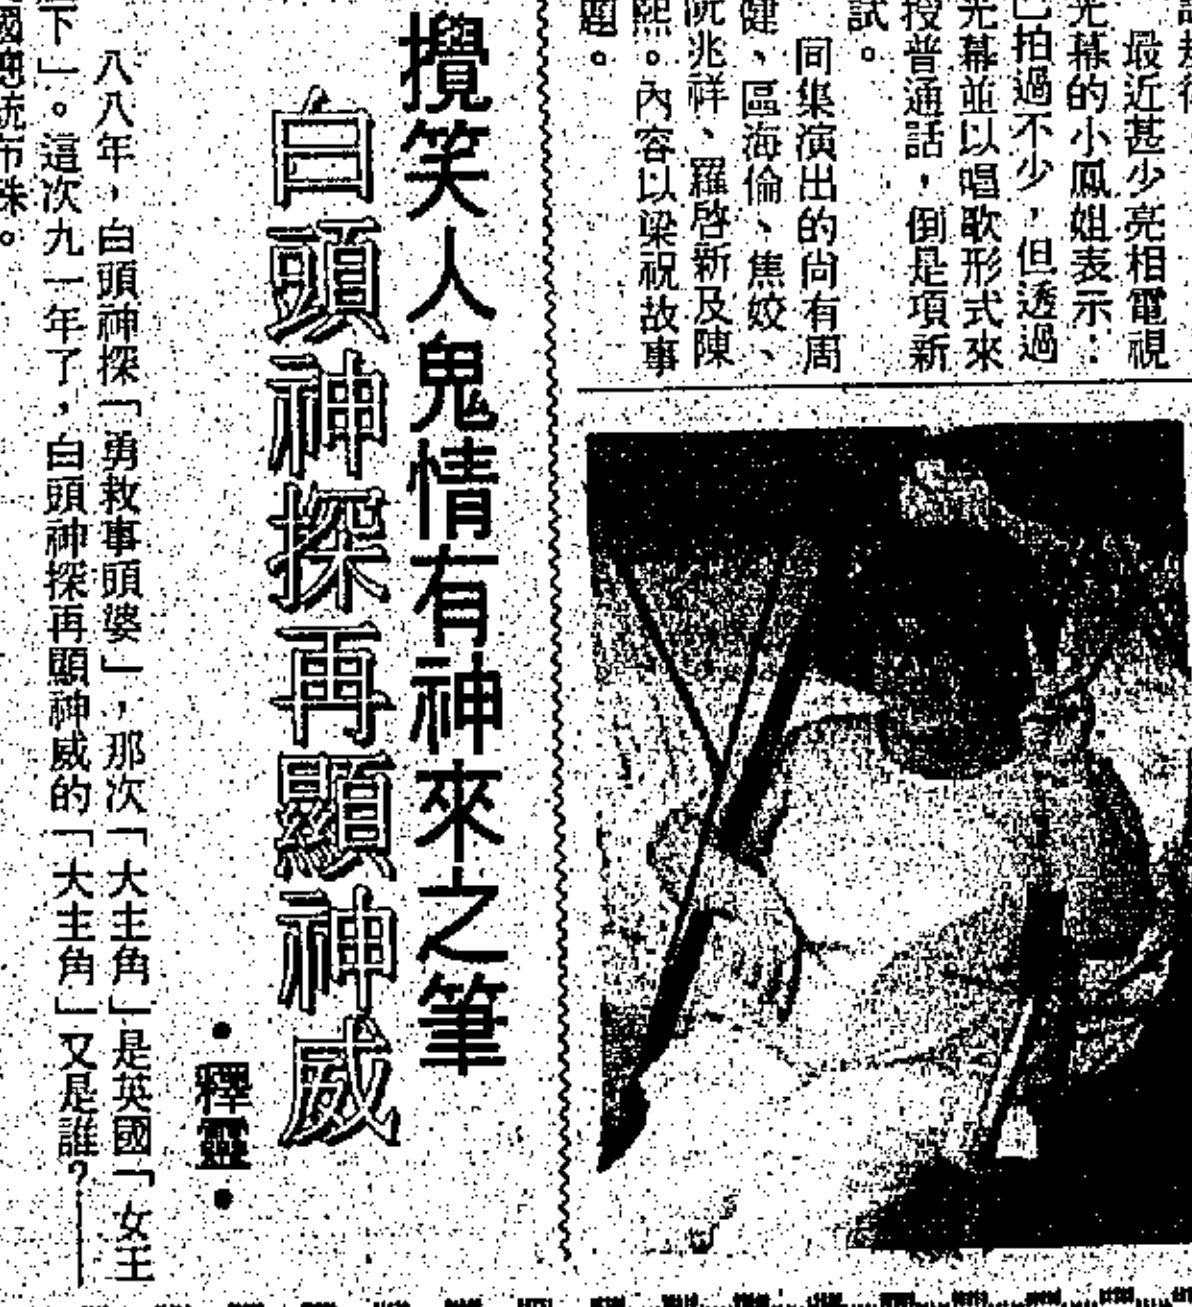 最近甚少亮相電視
光幕的小鳳姐表示：
已拍過不少，但透過
光幕並以唱歌形式來
授普通話，倒是項新
試。
同集演出的尚有周
健、區海倫、焦姣、
阮兆祥、羅啓新及陳
熙。內容以梁祝故事
題。
攪笑人鬼情有神來之筆
白頭神探再顯神威
•釋靈•
八八年，白頭神探「勇救事頭婆」，那次「大主角」是英國「女王
下」。這次九一年了，白頭神探再顯神威的「大主角」又是誰？——
國總統布殊。